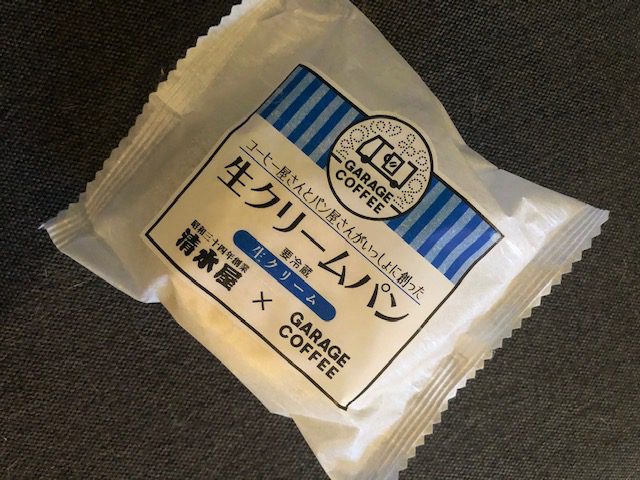 GARAGE
COFFEE
コーヒー屋さんとパン屋さんがいっしょに創った
生クリームパン
要冷蔵
生クリーム
昭和三十四年創業
清水屋
×
GARAGE
COFFEE